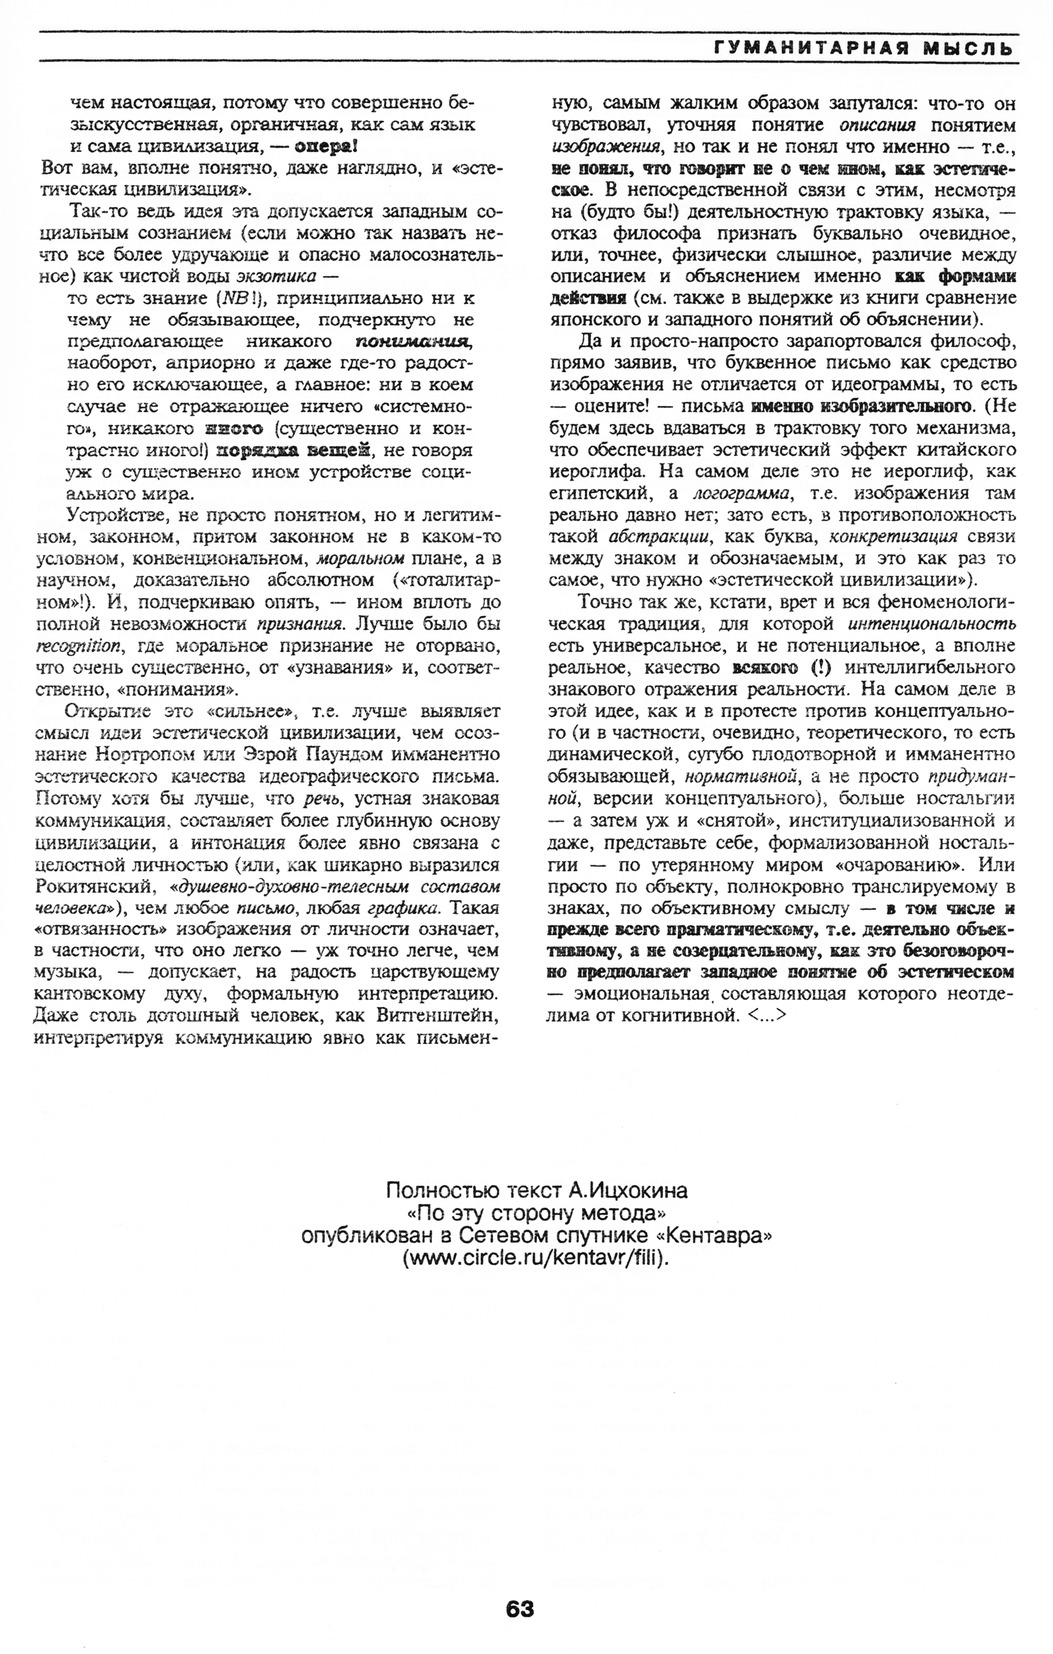 ГУМАНИТАРНАЯ МЫСЛЬ
чем настоящая, потому что совершенно бе-
зыскусственная, органичная, как сам язык
и сама цивилизация, — опера!
Вот вам, вполне понятно, даже наглядно, и «эсте-
тическая цивилизация».
Так-то ведь идея эта допускается западным со-
циальным сознанием (если можно так назвать не-
что все более удручающе и опасно малосознатель-
ное) как чистой воды экзотика —
то есть знание (NB!), принципиально ни к
чему не обязывающее, подчеркнуто не
предполагающее никакого понимания,
наоборот, априорно и даже где-то радост-
но его исключающее, а главное: ни в коем
случае не отражающее ничего «системно-
го», никакого иного (существенно и кон-
трастно иного!) порядка вещей, не говоря
уж о существенно ином устройстве соци-
ального мира.
Устройстве, не просто понятном, но и легитим-
ном, законном, притом законном не в каком-то
условном, конвенциональном, моральном плане, а в
научном, доказательно абсолютном («тоталитар-
ном»!). И, подчеркиваю опять, — ином вплоть до
полной невозможности признания. Лучше было бы
recognition, где моральное признание не оторвано,
что очень существенно, от «узнавания» и, соответ-
ственно, «понимания».
Открытие это «сильнее», т.е. лучше выявляет
смысл идеи эстетической цивилизации, чем осоз-
нание Нортропом или Эзрой Паундом имманентно
эстетического качества идеографического письма.
Потому хотя бы лучше, что речь, устная знаковая
коммуникация, составляет более глубинную основу
цивилизации, а интонация более явно связана с
целостной личностью (или, как шикарно выразился
Рокитянский, «душевно-духовно-телесным составом
человека»), чем любое письмо, любая графика. Такая
«отвязанность» изображения от личности означает,
в частности, что оно легко — уж точно легче, чем
музыка, — допускает, на радость царствующему
кантовскому духу, формальную интерпретацию.
Даже столь дотошный человек, как Витгенштейн,
интерпретируя коммуникацию явно как письмен-
ную, самым жалким образом запутался: что-то он
чувствовал, уточняя понятие описания понятием
изображения, но так и не понял что именно — т.е.,
не понял, что говорит не о чем ином, как эстетиче-
ское. В непосредственной связи с этим, несмотря
на (будто бы!) деятельностную трактовку языка, —
отказ философа признать буквально очевидное,
или, точнее, физически слышное, различие между
описанием и объяснением именно как формами
действия (см. также в выдержке из книги сравнение
японского и западного понятий об объяснении).
Да и просто-напросто зарапортовался философ,
прямо заявив, что буквенное письмо как средство
изображения не отличается от идеограммы, то есть
— оцените! — письма именно изобразительного. (Не
будем здесь вдаваться в трактовку того механизма,
что обеспечивает эстетический эффект китайского
иероглифа. На самом деле это не иероглиф, как
египетский, а логограмма, т.е. изображения там
реально давно нет; зато есть, в противоположность
такой абстракции, как буква, конкретизация связи
между знаком и обозначаемым, и это как раз то
самое, что нужно «эстетической цивилизации»).
Точно так же, кстати, врет и вся феноменологи-
ческая традиция, для которой интенциональность
есть универсальное, и не потенциальное, а вполне
реальное, качество всякого (!) интеллигибельного
знакового отражения реальности. На самом деле в
этой идее, как и в протесте против концептуально-
го (и в частности, очевидно, теоретического, то есть
динамической, сугубо плодотворной и имманентно
обязывающей, нормативной, а не просто придуман-
ной, версии концептуального), больше ностальгии
— а затем уж и «снятой», институциализованной и
даже, представьте себе, формализованной носталь-
гии — по утерянному миром «очарованию». Или
просто по объекту, полнокровно транслируемому в
знаках, по объективному смыслу — в том числе и
прежде всего прагматическому, т.е. деятельно объек-
тивному, а не созерцательному, как это безоговороч-
но предполагает западное понятие об эстетическом
— эмоциональная составляющая которого неотде-
лима от когнитивной. <...>
Полностью текст А.Ицхокина
«По эту сторону метода»
опубликован в Сетевом спутнике «Кентавра»
(www.circle.ru/kentavr/fili).
63